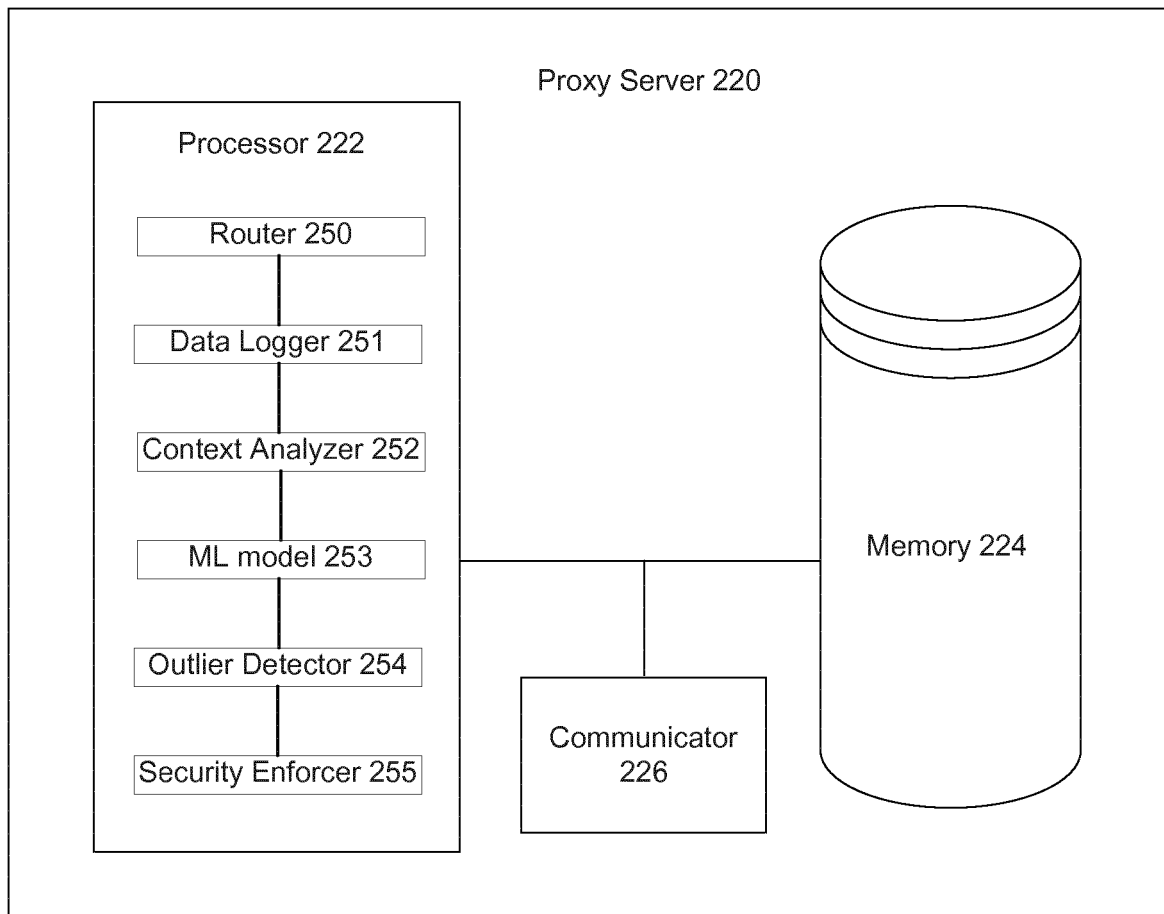 Proxy Server 220
Processor 222
Router 250
Data Logger 251
Context Analyzer 252
ML model 253
Outlier Detector 254
Security Enforcer 255
Communicator
226
Memory 224